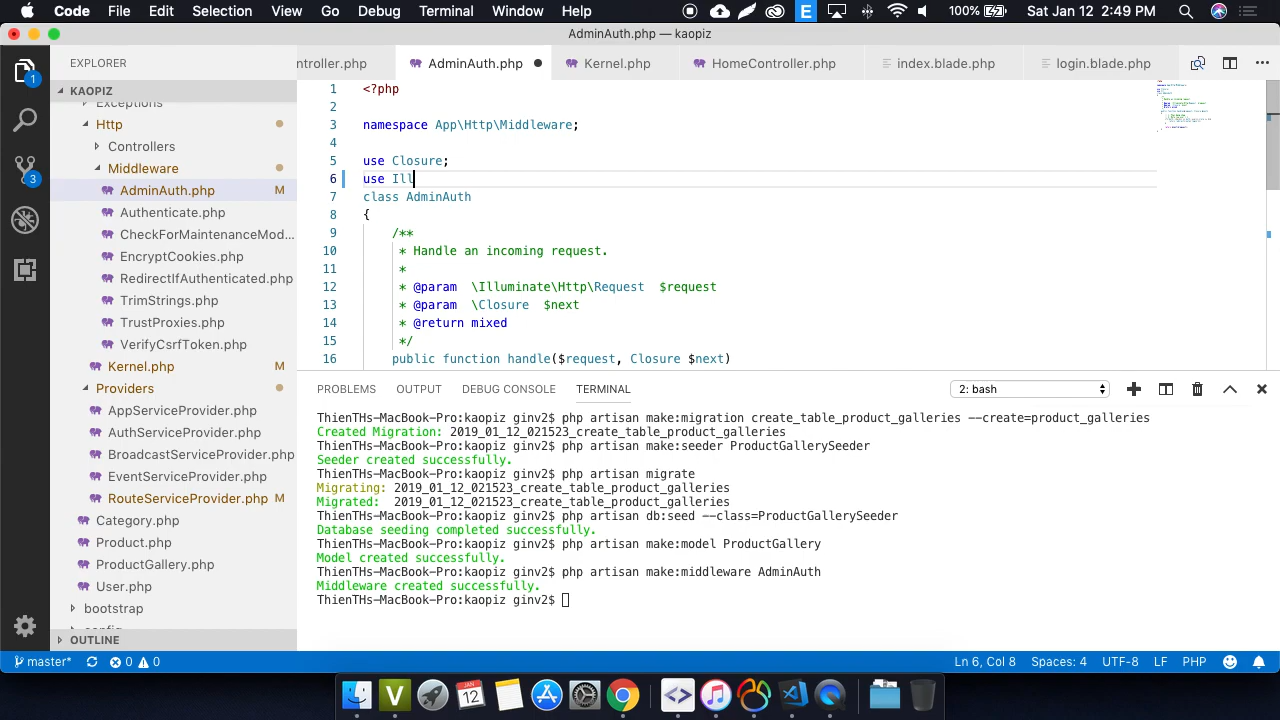 Code File Edit Selection View Go Debug Terminal Window Help E 100% Sat Jan 12 2:49 PM
AdminAuth.php — kaopiz
EXPLORER
ntroller.php AdminAuth.php Kernel.php HomeController.php index.blade.php login.blade.php
KAOPIZ
Exceptions
Http
Controllers
Middleware
AdminAuth.php M
Authenticate.php
CheckForMaintenanceMod...
EncryptCookies.php
RedirectIfAuthenticated.php
TrimStrings.php
TrustProxies.php
VerifyCsrfToken.php
Kernel.php M
Providers
AppServiceProvider.php
AuthServiceProvider.php
BroadcastServiceProvider.php
EventServiceProvider.php
RouteServiceProvider.php M
Category.php
Product.php
ProductGallery.php
User.php
bootstrap
OUTLINE
1
3
1 <?php
2
3 namespace App\Http\Middleware;
4
5 use Closure;
6 use Ill
7 class AdminAuth
8 {
9 /**
10 * Handle an incoming request.
11 *
12 * @param \Illuminate\Http\Request $request
13 * @param \Closure $next
14 * @return mixed
15 */
16 public function handle($request, Closure $next)
PROBLEMS OUTPUT DEBUG CONSOLE TERMINAL 2: bash
ThienTHs-MacBook-Pro:kaopiz ginv2$ php artisan make:migration create_table_product_galleries --create=product_galleries
Created Migration: 2019_01_12_021523_create_table_product_galleries
ThienTHs-MacBook-Pro:kaopiz ginv2$ php artisan make:seeder ProductGallerySeeder
Seeder created successfully.
ThienTHs-MacBook-Pro:kaopiz ginv2$ php artisan migrate
Migrating: 2019_01_12_021523_create_table_product_galleries
Migrated: 2019_01_12_021523_create_table_product_galleries
ThienTHs-MacBook-Pro:kaopiz ginv2$ php artisan db:seed --class=ProductGallerySeeder
Database seeding completed successfully.
ThienTHs-MacBook-Pro:kaopiz ginv2$ php artisan make:model ProductGallery
Model created successfully.
ThienTHs-MacBook-Pro:kaopiz ginv2$ php artisan make:middleware AdminAuth
Middleware created successfully.
ThienTHs-MacBook-Pro:kaopiz ginv2$
master* 0 0 Ln 6, Col 8 Spaces: 4 UTF-8 LF PHP
V JAN 12